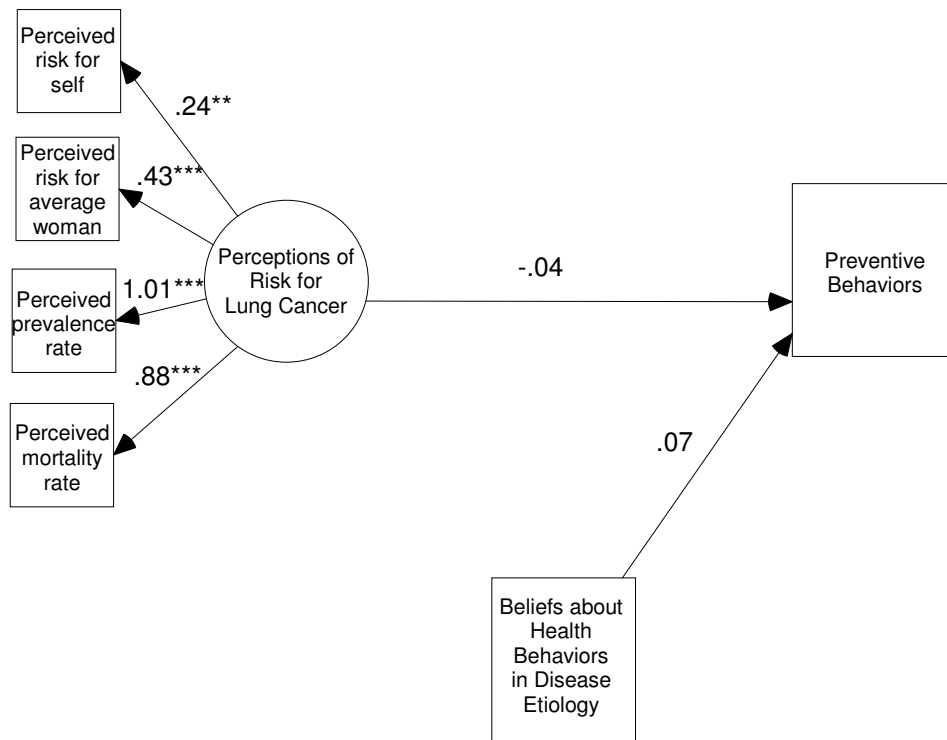 Perceived
risk for
self
.24**
Perceived
risk for
average
woman
.43***
Perceptions of
Risk for
Lung Cancer
Perceived
prevalence
rate
1.01***
Perceived
mortality
rate
.88***
-.04
Preventive
Behaviors
.07
Beliefs about
Health
Behaviors
in Disease
Etiology